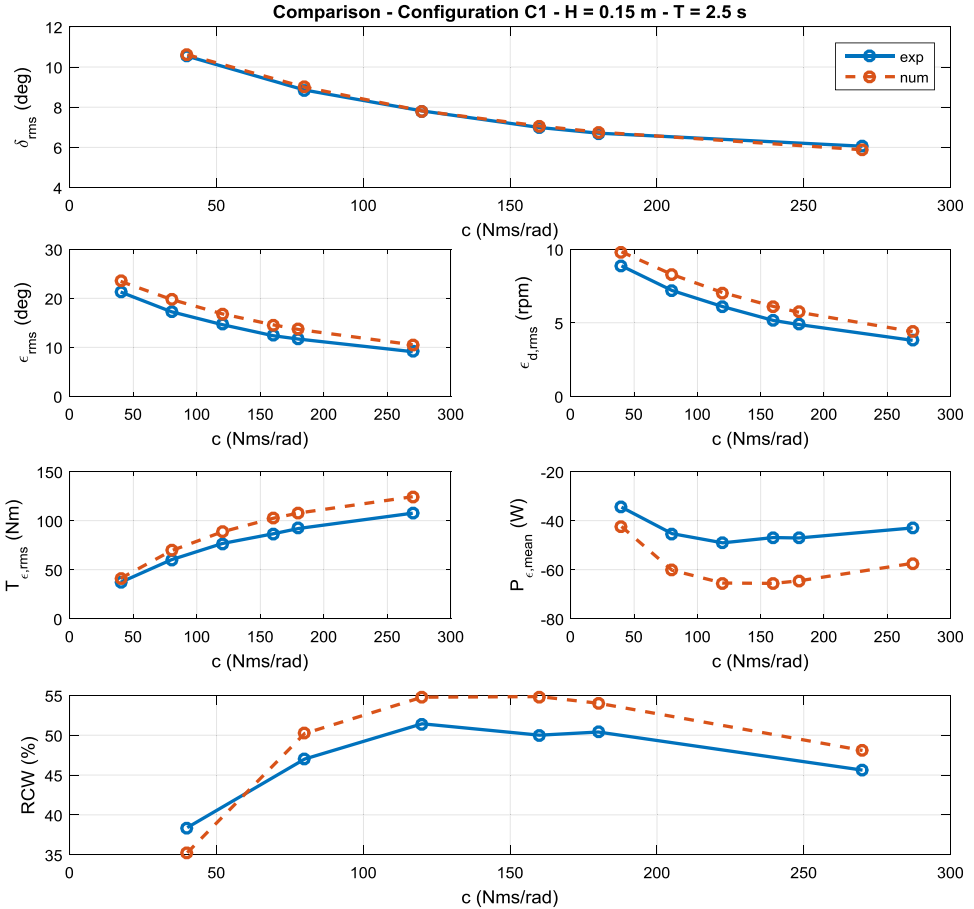 Comparison - Configuration C1 - H = 0.15 m - T = 2.5 s
12
10
8
6
4
δrms (deg)
exp
num
0 50 100 150 200 250 300
c (Nms/rad)
30
20
10
0
ϵrms (deg)
0 50 100 150 200 250 300
c (Nms/rad)
10
5
0
ϵd,rms (rpm)
0 50 100 150 200 250 300
c (Nms/rad)
150
100
50
0
Tϵ,rms (Nm)
0 50 100 150 200 250 300
c (Nms/rad)
-20
-40
-60
-80
Pϵ,mean (W)
0 50 100 150 200 250 300
c (Nms/rad)
55
50
45
40
35
RCW (%)
0 50 100 150 200 250 300
c (Nms/rad)